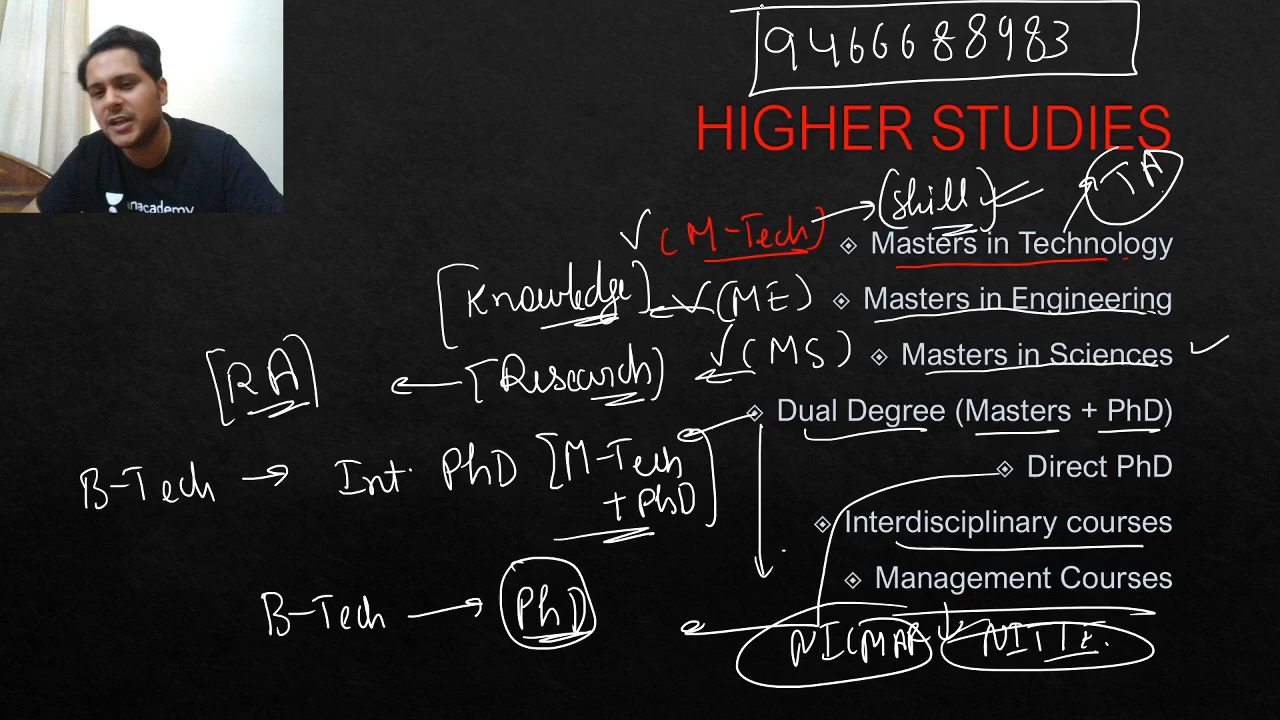 9466688983
HIGHER STUDIES
(Skill) TA
(M-Tech) Masters in Technology
[Knowledge] (ME) Masters in Engineering
[RA] [Research) (MS) Masters in Sciences
Dual Degree (Masters + PhD)
B-Tech → Int. PhD [M-Tech
+ PhD]
Direct PhD
Interdisciplinary courses
Management Courses
B-Tech → PhD
NICMAR NITIE.
unacademy